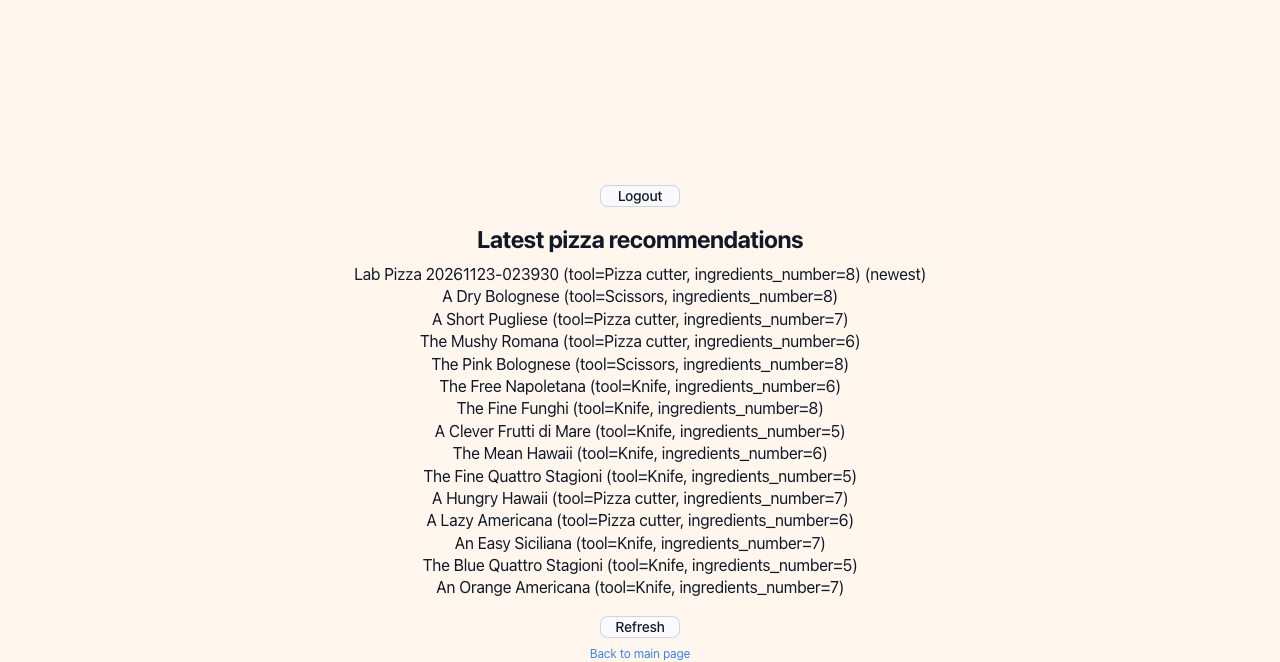 Logout
Latest pizza recommendations
Lab Pizza 20261123-023930 (tool=Pizza cutter, ingredients_number=8) (newest)
A Dry Bolognese (tool=Scissors, ingredients_number=8)
A Short Pugliese (tool=Pizza cutter, ingredients_number=7)
The Mushy Romana (tool=Pizza cutter, ingredients_number=6)
The Pink Bolognese (tool=Scissors, ingredients_number=8)
The Free Napoletana (tool=Knife, ingredients_number=6)
The Fine Funghi (tool=Knife, ingredients_number=8)
A Clever Frutti di Mare (tool=Knife, ingredients_number=5)
The Mean Hawaii (tool=Knife, ingredients_number=6)
The Fine Quattro Stagioni (tool=Knife, ingredients_number=5)
A Hungry Hawaii (tool=Pizza cutter, ingredients_number=7)
A Lazy Americana (tool=Pizza cutter, ingredients_number=6)
An Easy Siciliana (tool=Knife, ingredients_number=7)
The Blue Quattro Stagioni (tool=Knife, ingredients_number=5)
An Orange Americana (tool=Knife, ingredients_number=7)
Refresh
Back to main page